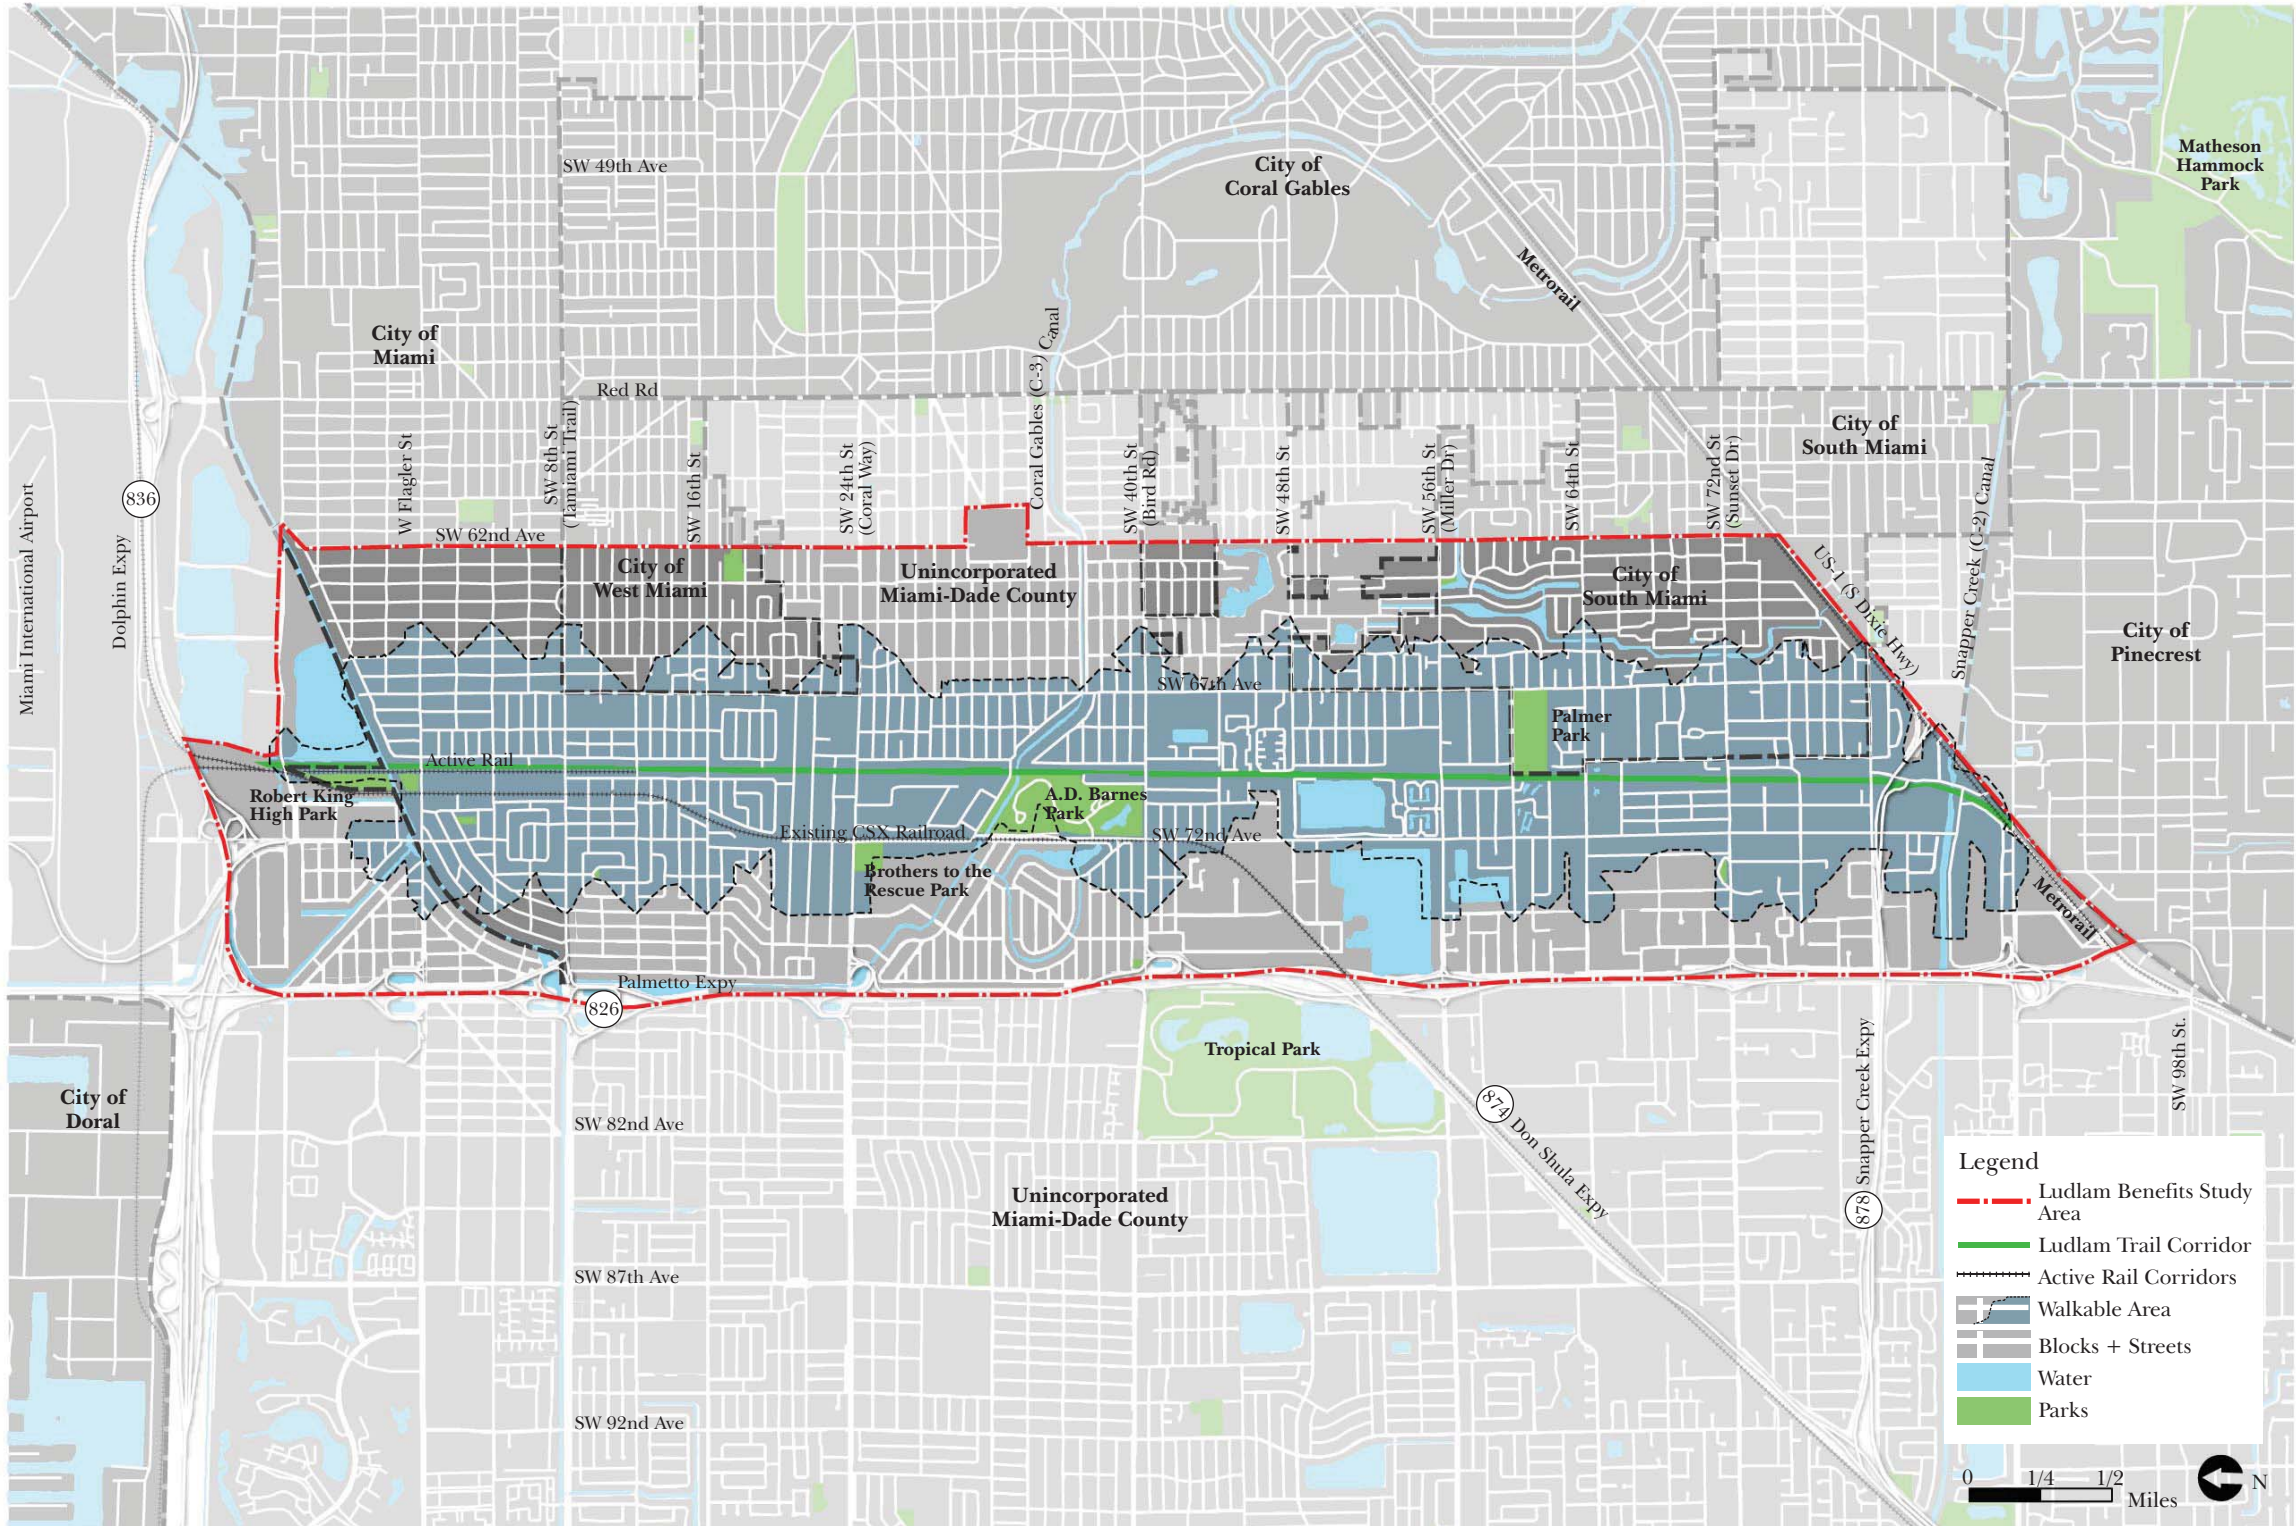 Matheson
Hammock
Park
SW 49th Ave
City of
Coral Gables
Metrorail
City of
Miami
Red Rd
Coral Gables (C-3) Canal
City of
South Miami
Miami International Airport
836
Dolphin Expy
W Flagler St
SW 8th St
(Tamiami Trail)
SW 16th St
SW 24th St
(Coral Way)
SW 40th St
(Bird Rd)
SW 48th St
SW 56th St
(Miller Dr)
SW 64th St
SW 72nd St
(Sunset Dr)
Snapper Creek (C-2) Canal
SW 62nd Ave
City of
West Miami
Unincorporated
Miami-Dade County
City of
South Miami
US-1 (S Dixie Hwy)
City of
Pinecrest
SW 67th Ave
Palmer
Park
Active Rail
Robert King
High Park
A.D. Barnes
Park
Existing CSX Railroad
SW 72nd Ave
Brothers to the
Rescue Park
Metrorail
Palmetto Expy
826
Tropical Park
City of
Doral
SW 82nd Ave
874
Don Shula Expy
Snapper Creek Expy
878
SW 98th St.
Unincorporated
Miami-Dade County
SW 87th Ave
SW 92nd Ave
Legend
Ludlam Benefits Study
Area
Ludlam Trail Corridor
Active Rail Corridors
Walkable Area
Blocks + Streets
Water
Parks
0 1/4 1/2
Miles
N